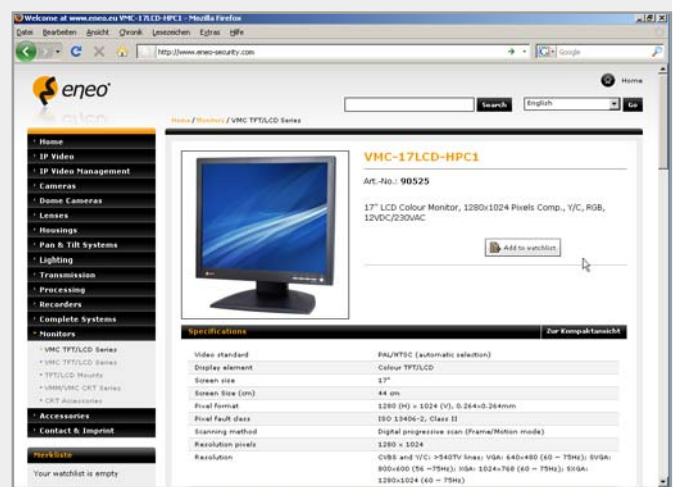 Welcome at www.eneo.eu VMC-17LCD-HPC1 - Mozilla Firefox
Datei Bearbeiten Ansicht Chronik Lesezeichen Extras Hilfe
http://www.eneo-security.com
Google
eneo
Home
Search English Go
Home / Monitors / VMC TFT/LCD Series
Home
IP Video
IP Video Management
Cameras
Dome Cameras
Lenses
Housings
Pan & Tilt Systems
Lighting
Transmission
Processing
Recorders
Complete Systems
Monitors
VMC TFT/LCD Series
VMC TFT/LCD Series
TFT/LCD Mounts
VMM/VMC CRT Series
CRT Accessories
Accessories
Contact & Imprint
Merkliste
Your watchlist is empty
VMC-17LCD-HPC1
Art.-No.: 90525
17" LCD Colour Monitor, 1280x1024 Pixels Comp., Y/C, RGB,
12VDC/230VAC
Add to watchlist
Specifications Zur Kompaktansicht
Video standard PAL/NTSC (automatic selection)
Display element Colour TFT/LCD
Screen size 17"
Screen Size (cm) 44 cm
Pixel format 1280 (H) x 1024 (V), 0.264x0.264mm
Pixel fault class ISO 13406-2, Class II
Scanning method Digital progressive scan (Frame/Motion mode)
Resolution pixels 1280 x 1024
Resolution CVBS and Y/C: >540TV lines; VGA: 640x480 (60 ~ 75Hz); SVGA:
800x600 (56 ~75Hz); XGA: 1024x768 (60 ~ 75Hz); SXGA:
1280x1024 (60 ~ 75Hz)